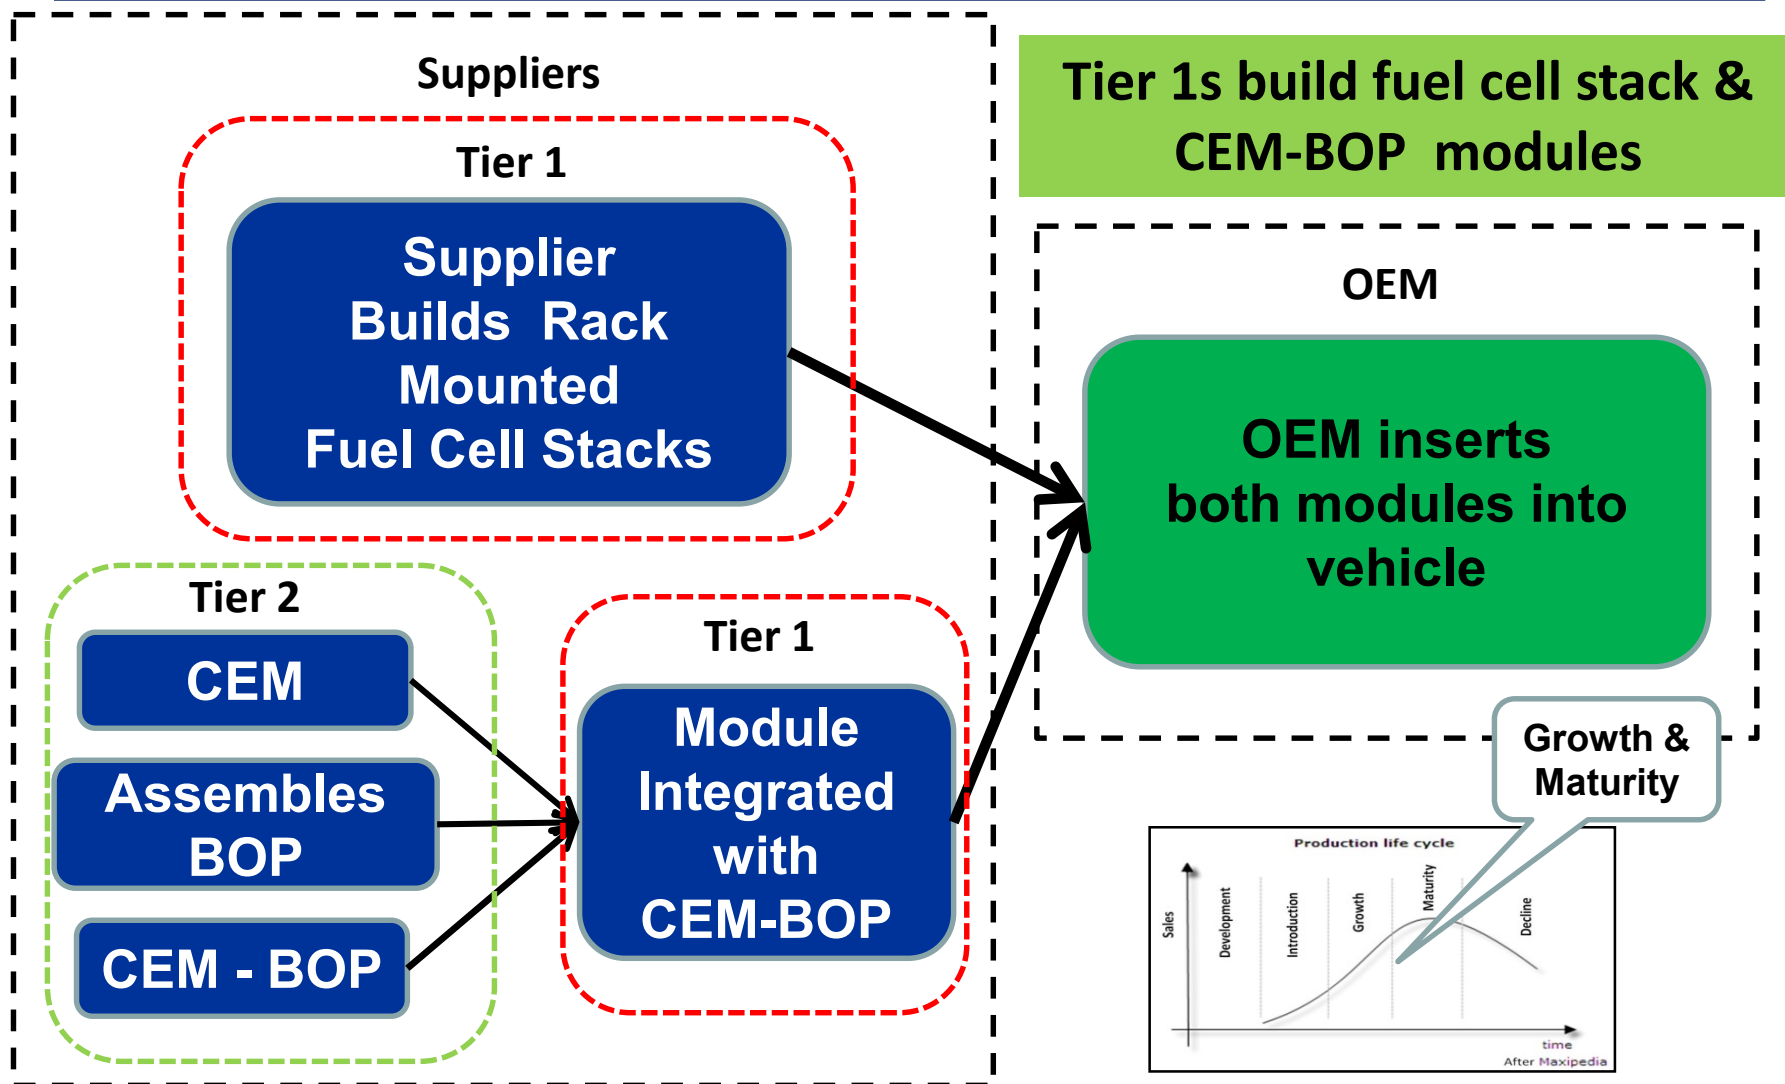 Suppliers
Tier 1
Supplier
Builds  Rack
Mounted
Fuel Cell Stacks
Tier 2
CEM
Assembles
BOP
CEM - BOP
Tier 1
Module
Integrated
with
CEM-BOP
Tier 1s build fuel cell stack &
CEM-BOP  modules
OEM
OEM inserts
both modules into
vehicle
Growth &
Maturity
Production life cycle
Sales
Development
Introduction
Growth
Maturity
Decline
time
After Maxipedia